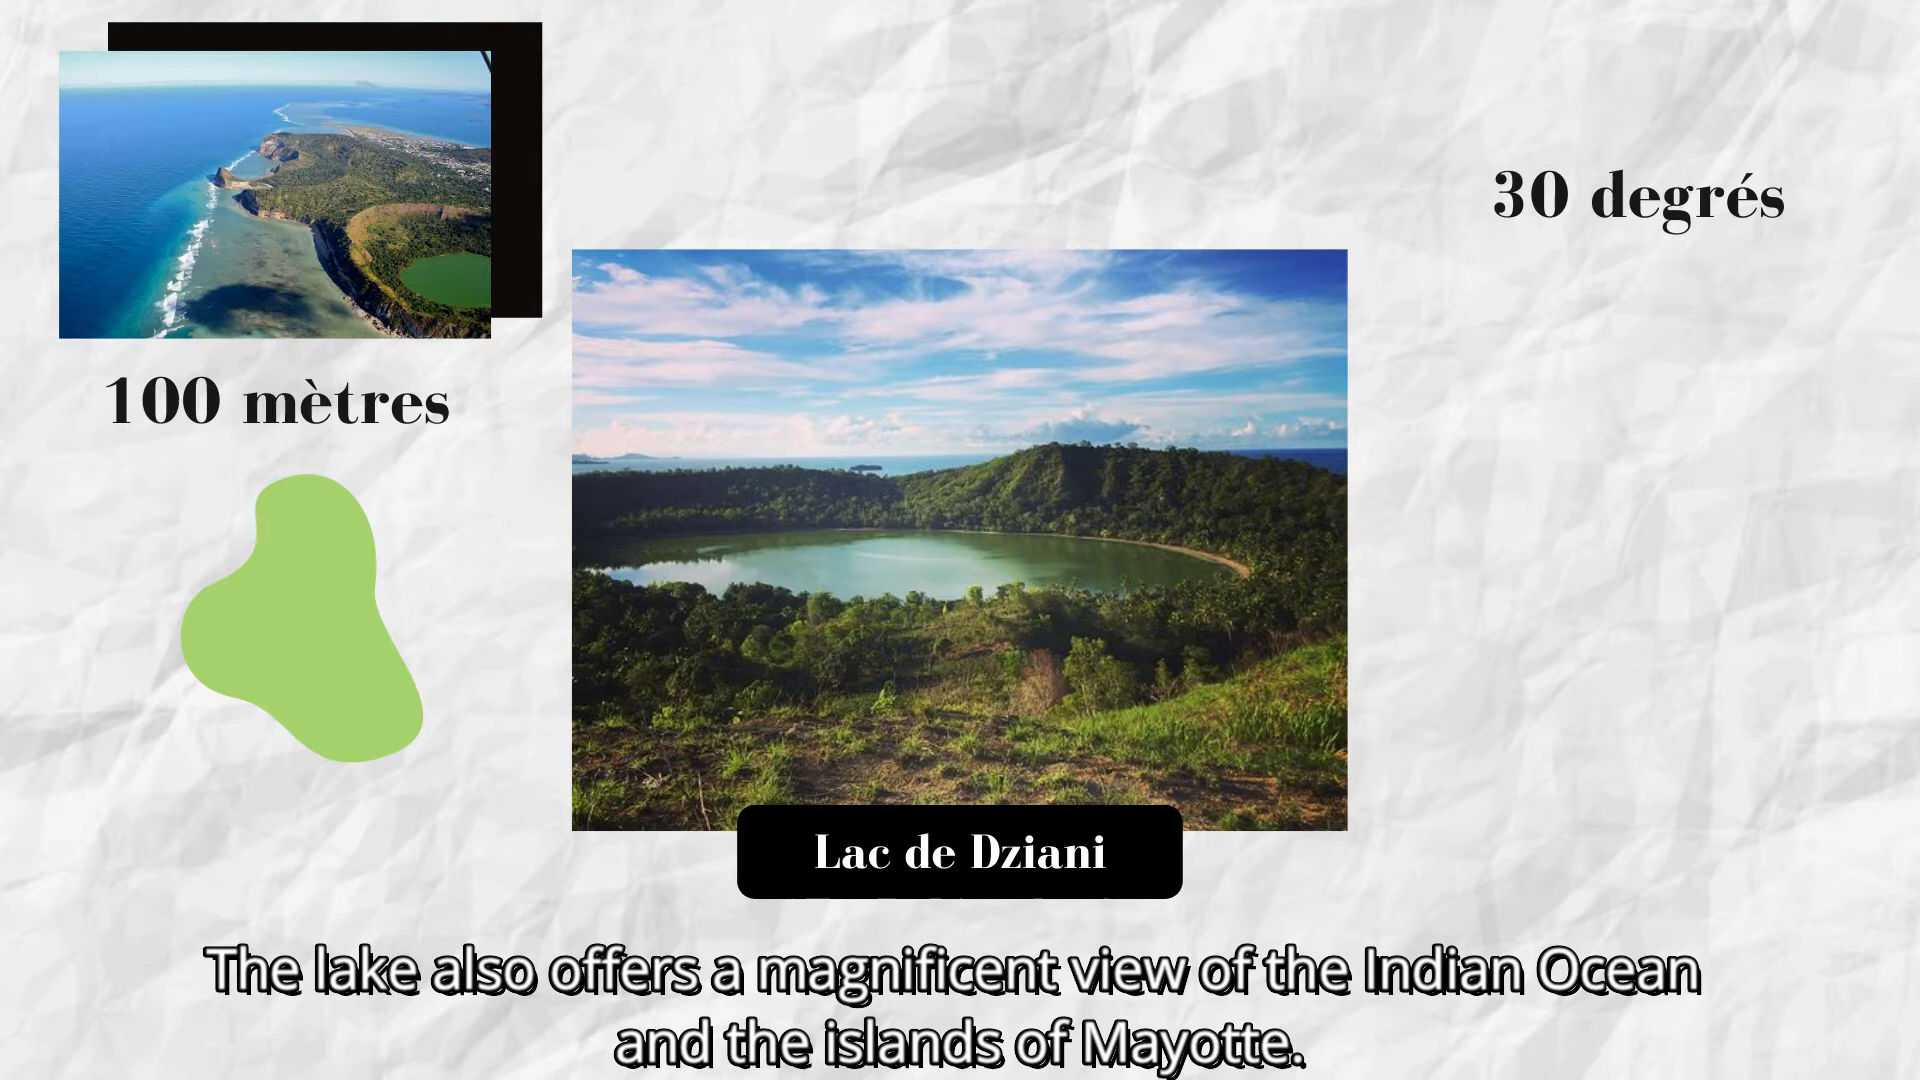 30 degrés
100 mètres
Lac de Dziani
The lake also offers a magnificent view of the Indian Ocean
and the islands of Mayotte.